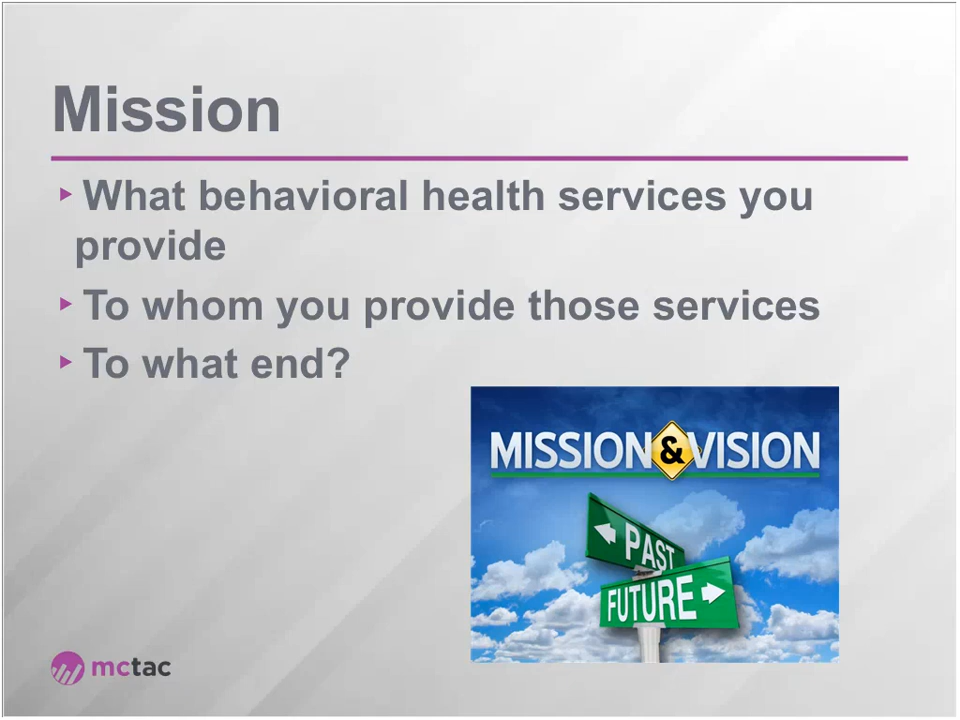 Mission
What behavioral health services you
provide
To whom you provide those services
To what end?
MISSION & VISION
PAST
FUTURE
mctac